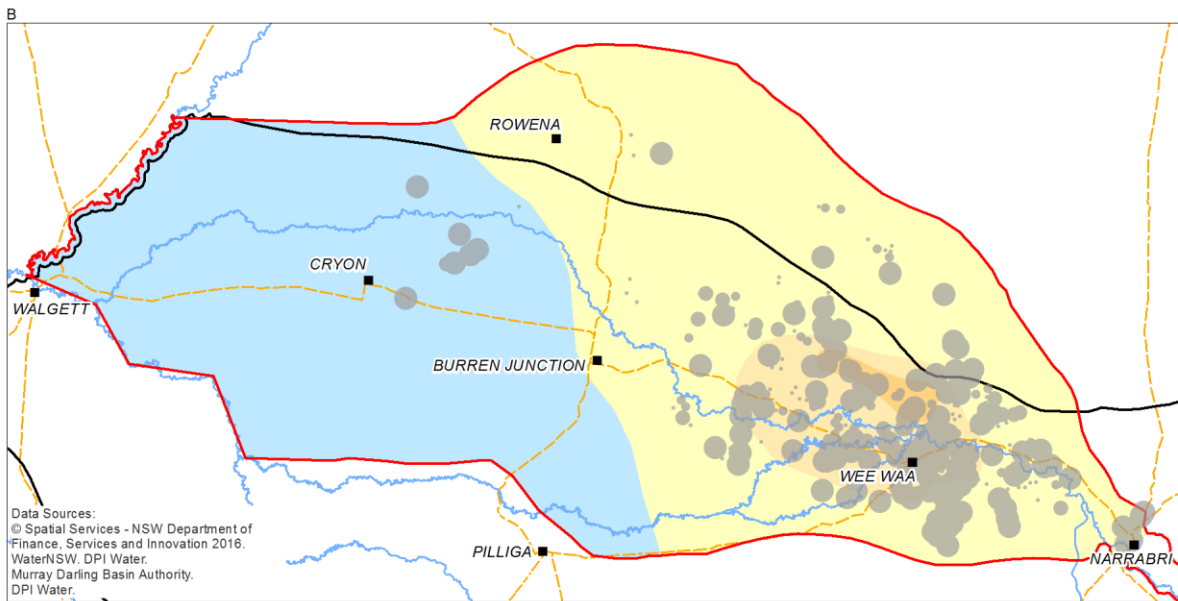 B
ROWENA
CRYON
WALGETT
BURREN JUNCTION
WEE WAA
PILLIGA
NARRABRI
Data Sources:
© Spatial Services - NSW Department of
Finance, Services and Innovation 2016.
WaterNSW. DPI Water.
Murray Darling Basin Authority.
DPI Water.